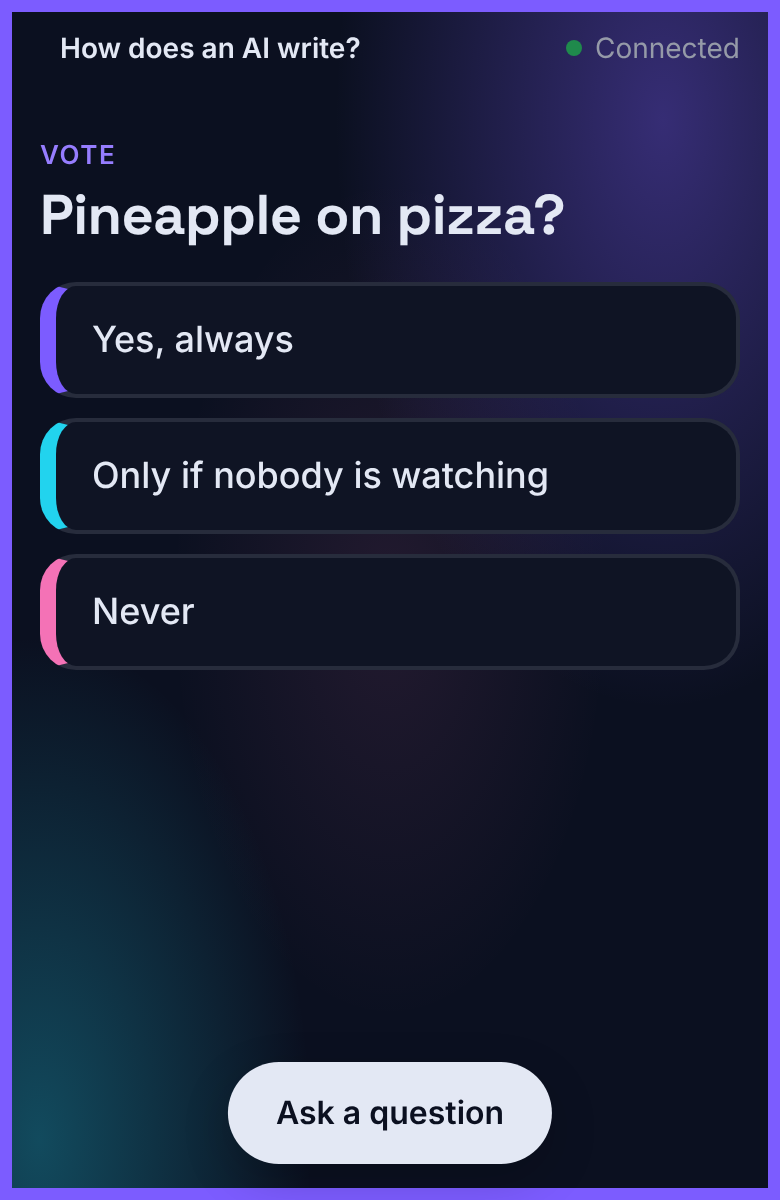 How does an AI write?
Connected
VOTE
Pineapple on pizza?
Yes, always
Only if nobody is watching
Never
Ask a question